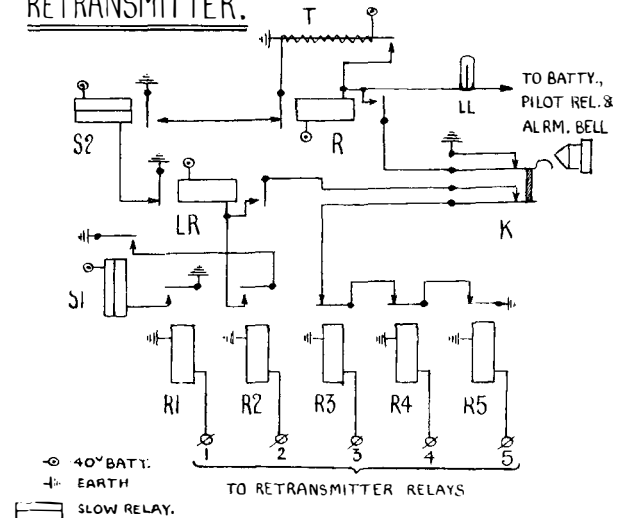 RETRANSMITTER.
T
TO BATTY.,
PILOT REL. &
ALRM. BELL
LL
S2
R
LR
K
S1
R1 R2 R3 R4 R5
1 2 3 4 5
40V BATTY.
EARTH
SLOW RELAY.
TO RETRANSMITTER RELAYS